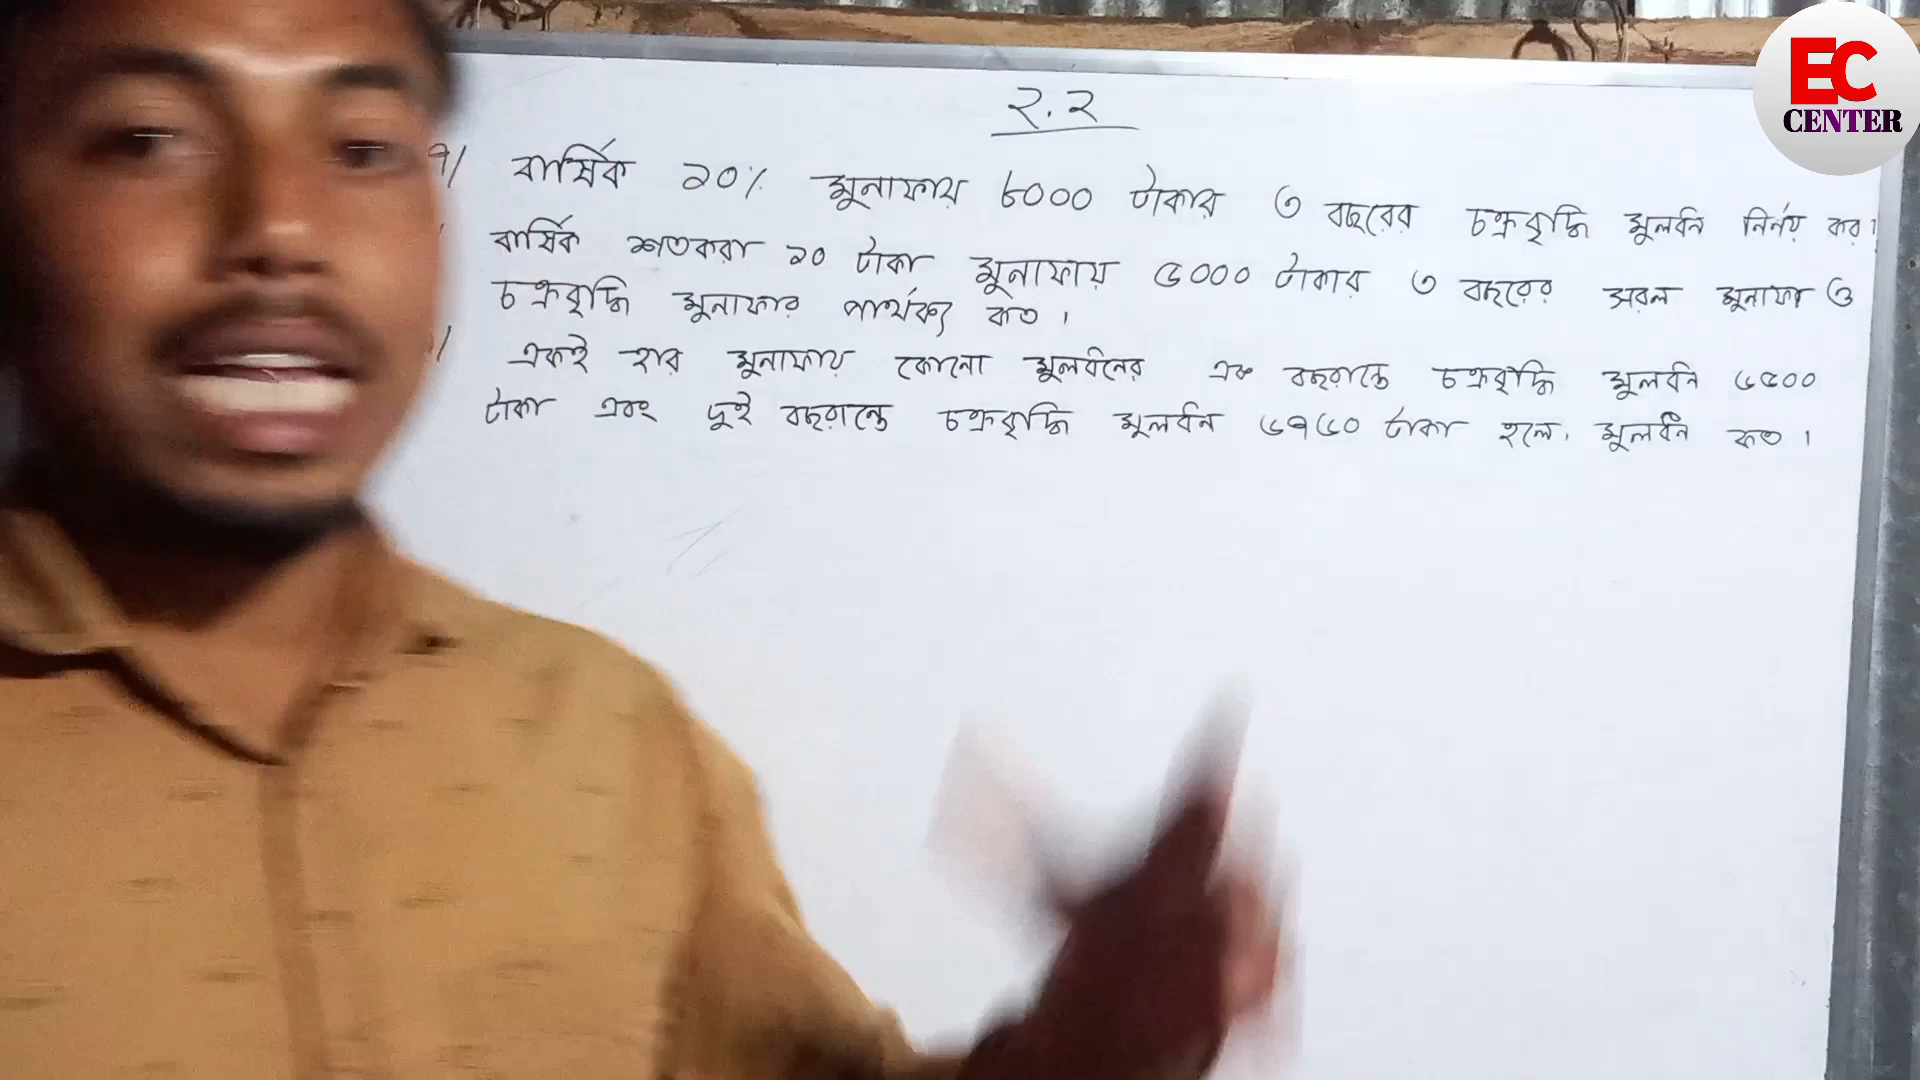 ২.২
৭/ বার্ষিক ১০% মুনাফায় ৮০০০ টাকার ৩ বছরের চক্রবৃদ্ধি মূলধন নির্ণয় কর।
বার্ষিক শতকরা ১০ টাকা মুনাফায় ৫০০০ টাকার ৩ বছরের সরল মুনাফা ও
চক্রবৃদ্ধি মুনাফার পার্থক্য কত।
একই হার মুনাফায় কোনো মূলধনের এক বছরান্তে চক্রবৃদ্ধি মূলধন ৬৫০০
টাকা এবং দুই বছরান্তে চক্রবৃদ্ধি মূলধন ৬৭৬০ টাকা হলে, মূলধন কত।
EC
CENTER